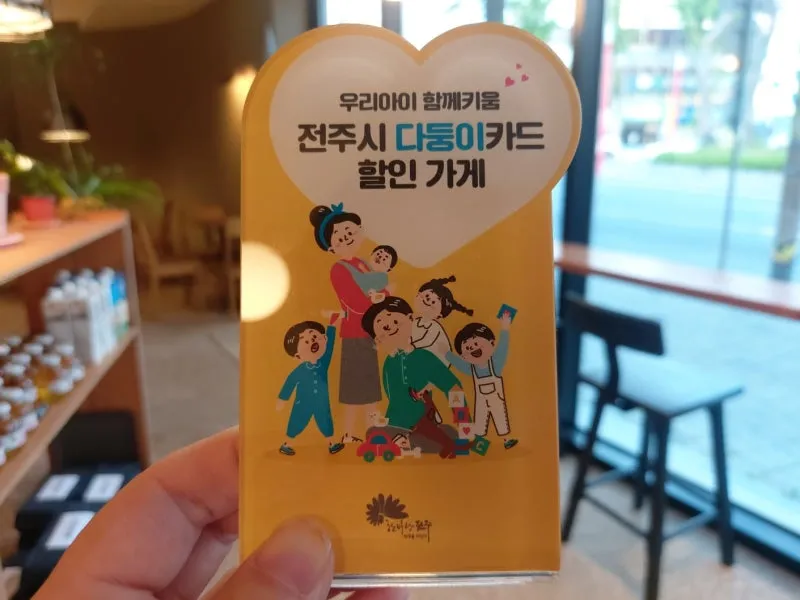 우리아이 함께키움
전주시 다둥이카드
할인 가게